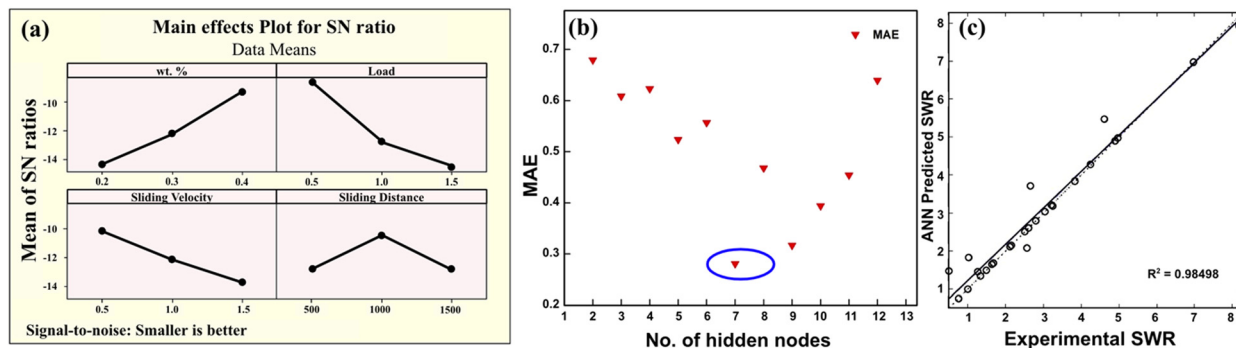 (a)
Main effects Plot for SN ratio
Data Means
wt. % Load
-10
-12
-14
0.2 0.3 0.4 0.5 1.0 1.5
Sliding Velocity Sliding Distance
-10
-12
-14
0.5 1.0 1.5 500 1000 1500
Mean of SN ratios
Signal-to-noise: Smaller is better
(b)
MAE
0.7
0.6
0.5
0.4
0.3
0.2
MAE
1 2 3 4 5 6 7 8 9 10 11 12 13
No. of hidden nodes
(c)
8
7
6
5
4
3
2
1
ANN Predicted SWR
R² = 0.98498
1 2 3 4 5 6 7 8
Experimental SWR